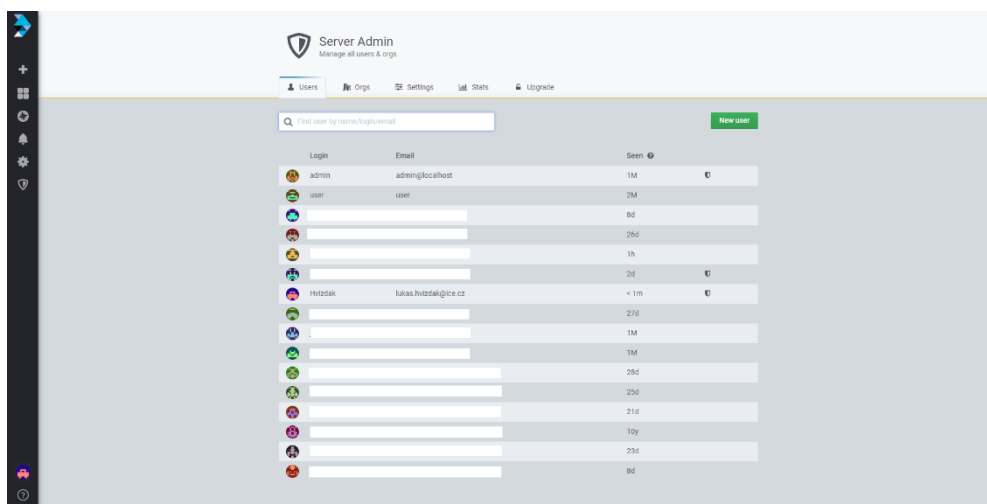 Server Admin
Manage all users & orgs
Users Orgs Settings Stats Upgrade
Find user by name/login/email
New user
Login Email Seen
admin admin@localhost 1M
user user 2M
8d
26d
1h
2d
Hvizdak lukas.hvizdak@ice.cz < 1m
27d
1M
1M
28d
25d
21d
10y
23d
8d